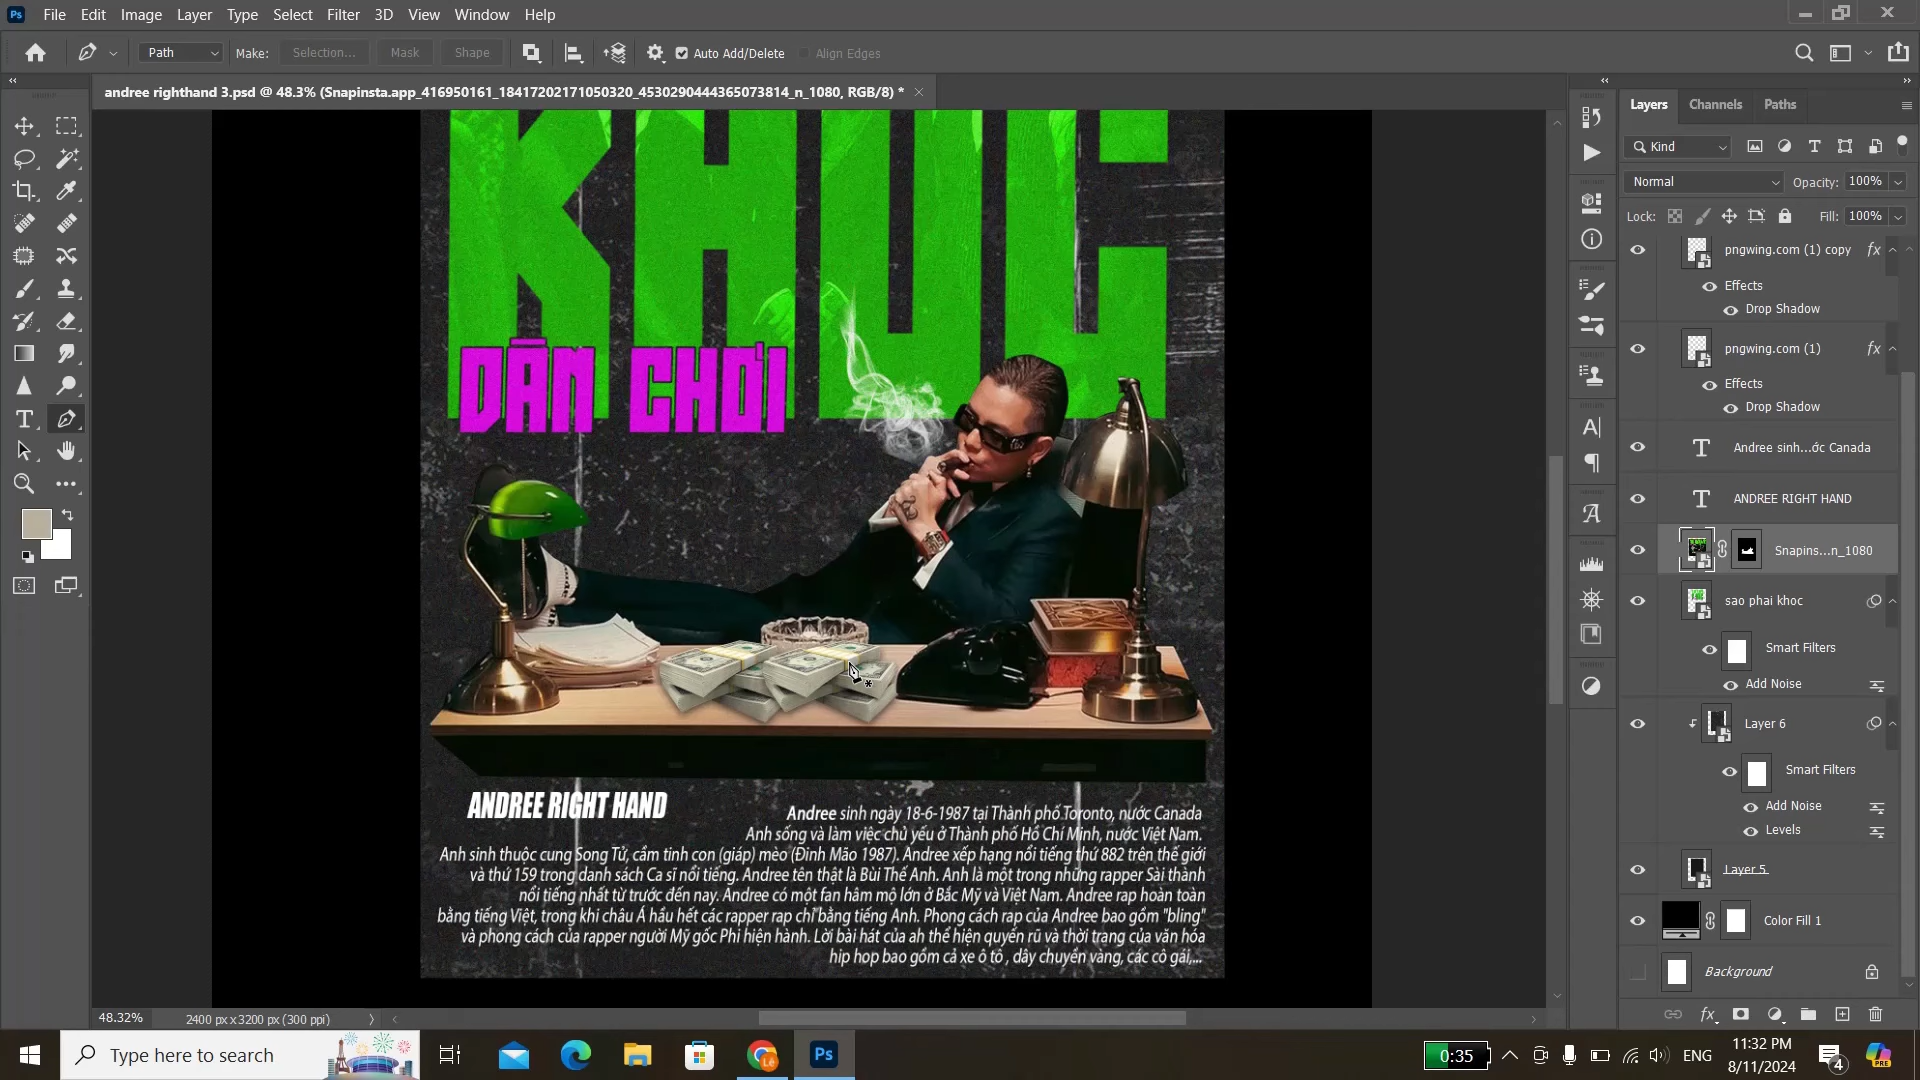 Ps File Edit Image Layer Type Select Filter 3D View Window Help
Path Make: Selection... Mask Shape Auto Add/Delete Align Edges
andree righthand 3.psd @ 48.3% (Snapinsta.app_416950161_18417202171050320_4530290444365073814_n_1080, RGB/8) *
KHOC
DÂN CHƠI
ANDREE RIGHT HAND
Andree sinh ngày 18-6-1987 tại Thành phố Toronto, nước Canada
Anh sống và làm việc chủ yếu ở Thành phố Hồ Chí Minh, nước Việt Nam.
Anh sinh thuộc cung Song Tử, cầm tinh con (giáp) mèo (Đinh Mão 1987). Andree xếp hạng nổi tiếng thứ 882 trên thế giới
và thứ 159 trong danh sách Ca sĩ nổi tiếng. Andree tên thật là Bùi Thế Anh. Anh là một trong những rapper Sài thành
nổi tiếng nhất từ trước đến nay. Andree có một fan hâm mộ lớn ở Bắc Mỹ và Việt Nam. Andree rap hoàn toàn
bằng tiếng Việt, trong khi châu Á hầu hết các rapper rap chỉ bằng tiếng Anh. Phong cách rap của Andree bao gồm "bling"
và phong cách của rapper người Mỹ gốc Phi hiện hành. Lời bài hát của ah thể hiện quyến rũ và thời trang của văn hóa
hip hop bao gồm cả xe ô tô , dây chuyền vàng, các cô gái,...
48.32% 2400 px x 3200 px (300 ppi)
Layers Channels Paths
Kind
Normal Opacity: 100%
Lock: Fill: 100%
pngwing.com (1) copy fx
Effects
Drop Shadow
pngwing.com (1) fx
Effects
Drop Shadow
Andree sinh...ớc Canada
ANDREE RIGHT HAND
Snapins...n_1080
sao phai khoc
Smart Filters
Add Noise
Layer 6
Smart Filters
Add Noise
Levels
Layer 5
Color Fill 1
Background
Type here to search
Ps
0:35
ENG
11:32 PM
8/11/2024
4
PRE